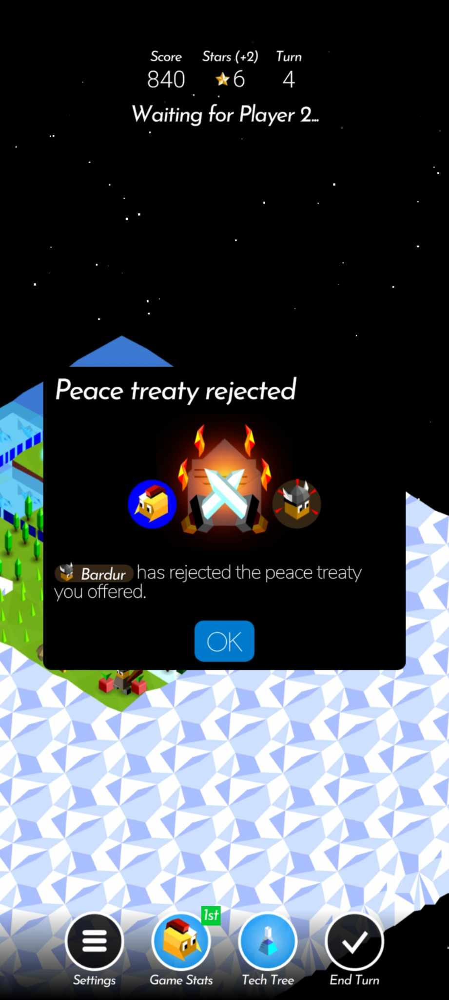 Score Stars (+2) Turn
840 6 4
Waiting for Player 2...
Peace treaty rejected
Bardur has rejected the peace treaty
you offered.
OK
1st
Settings Game Stats Tech Tree End Turn